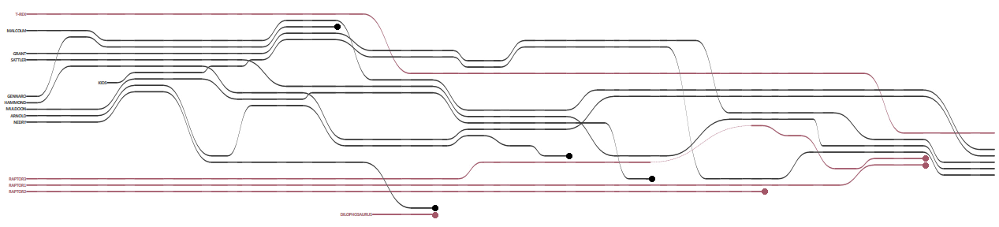 T-REX
MALCOLM
GRANT
SATTLER
KIDS
GENNARO
HAMMOND
MULDOON
ARNOLD
NEDRY
RAPTOR3
RAPTOR1
RAPTOR2
DILOPHOSAURUS